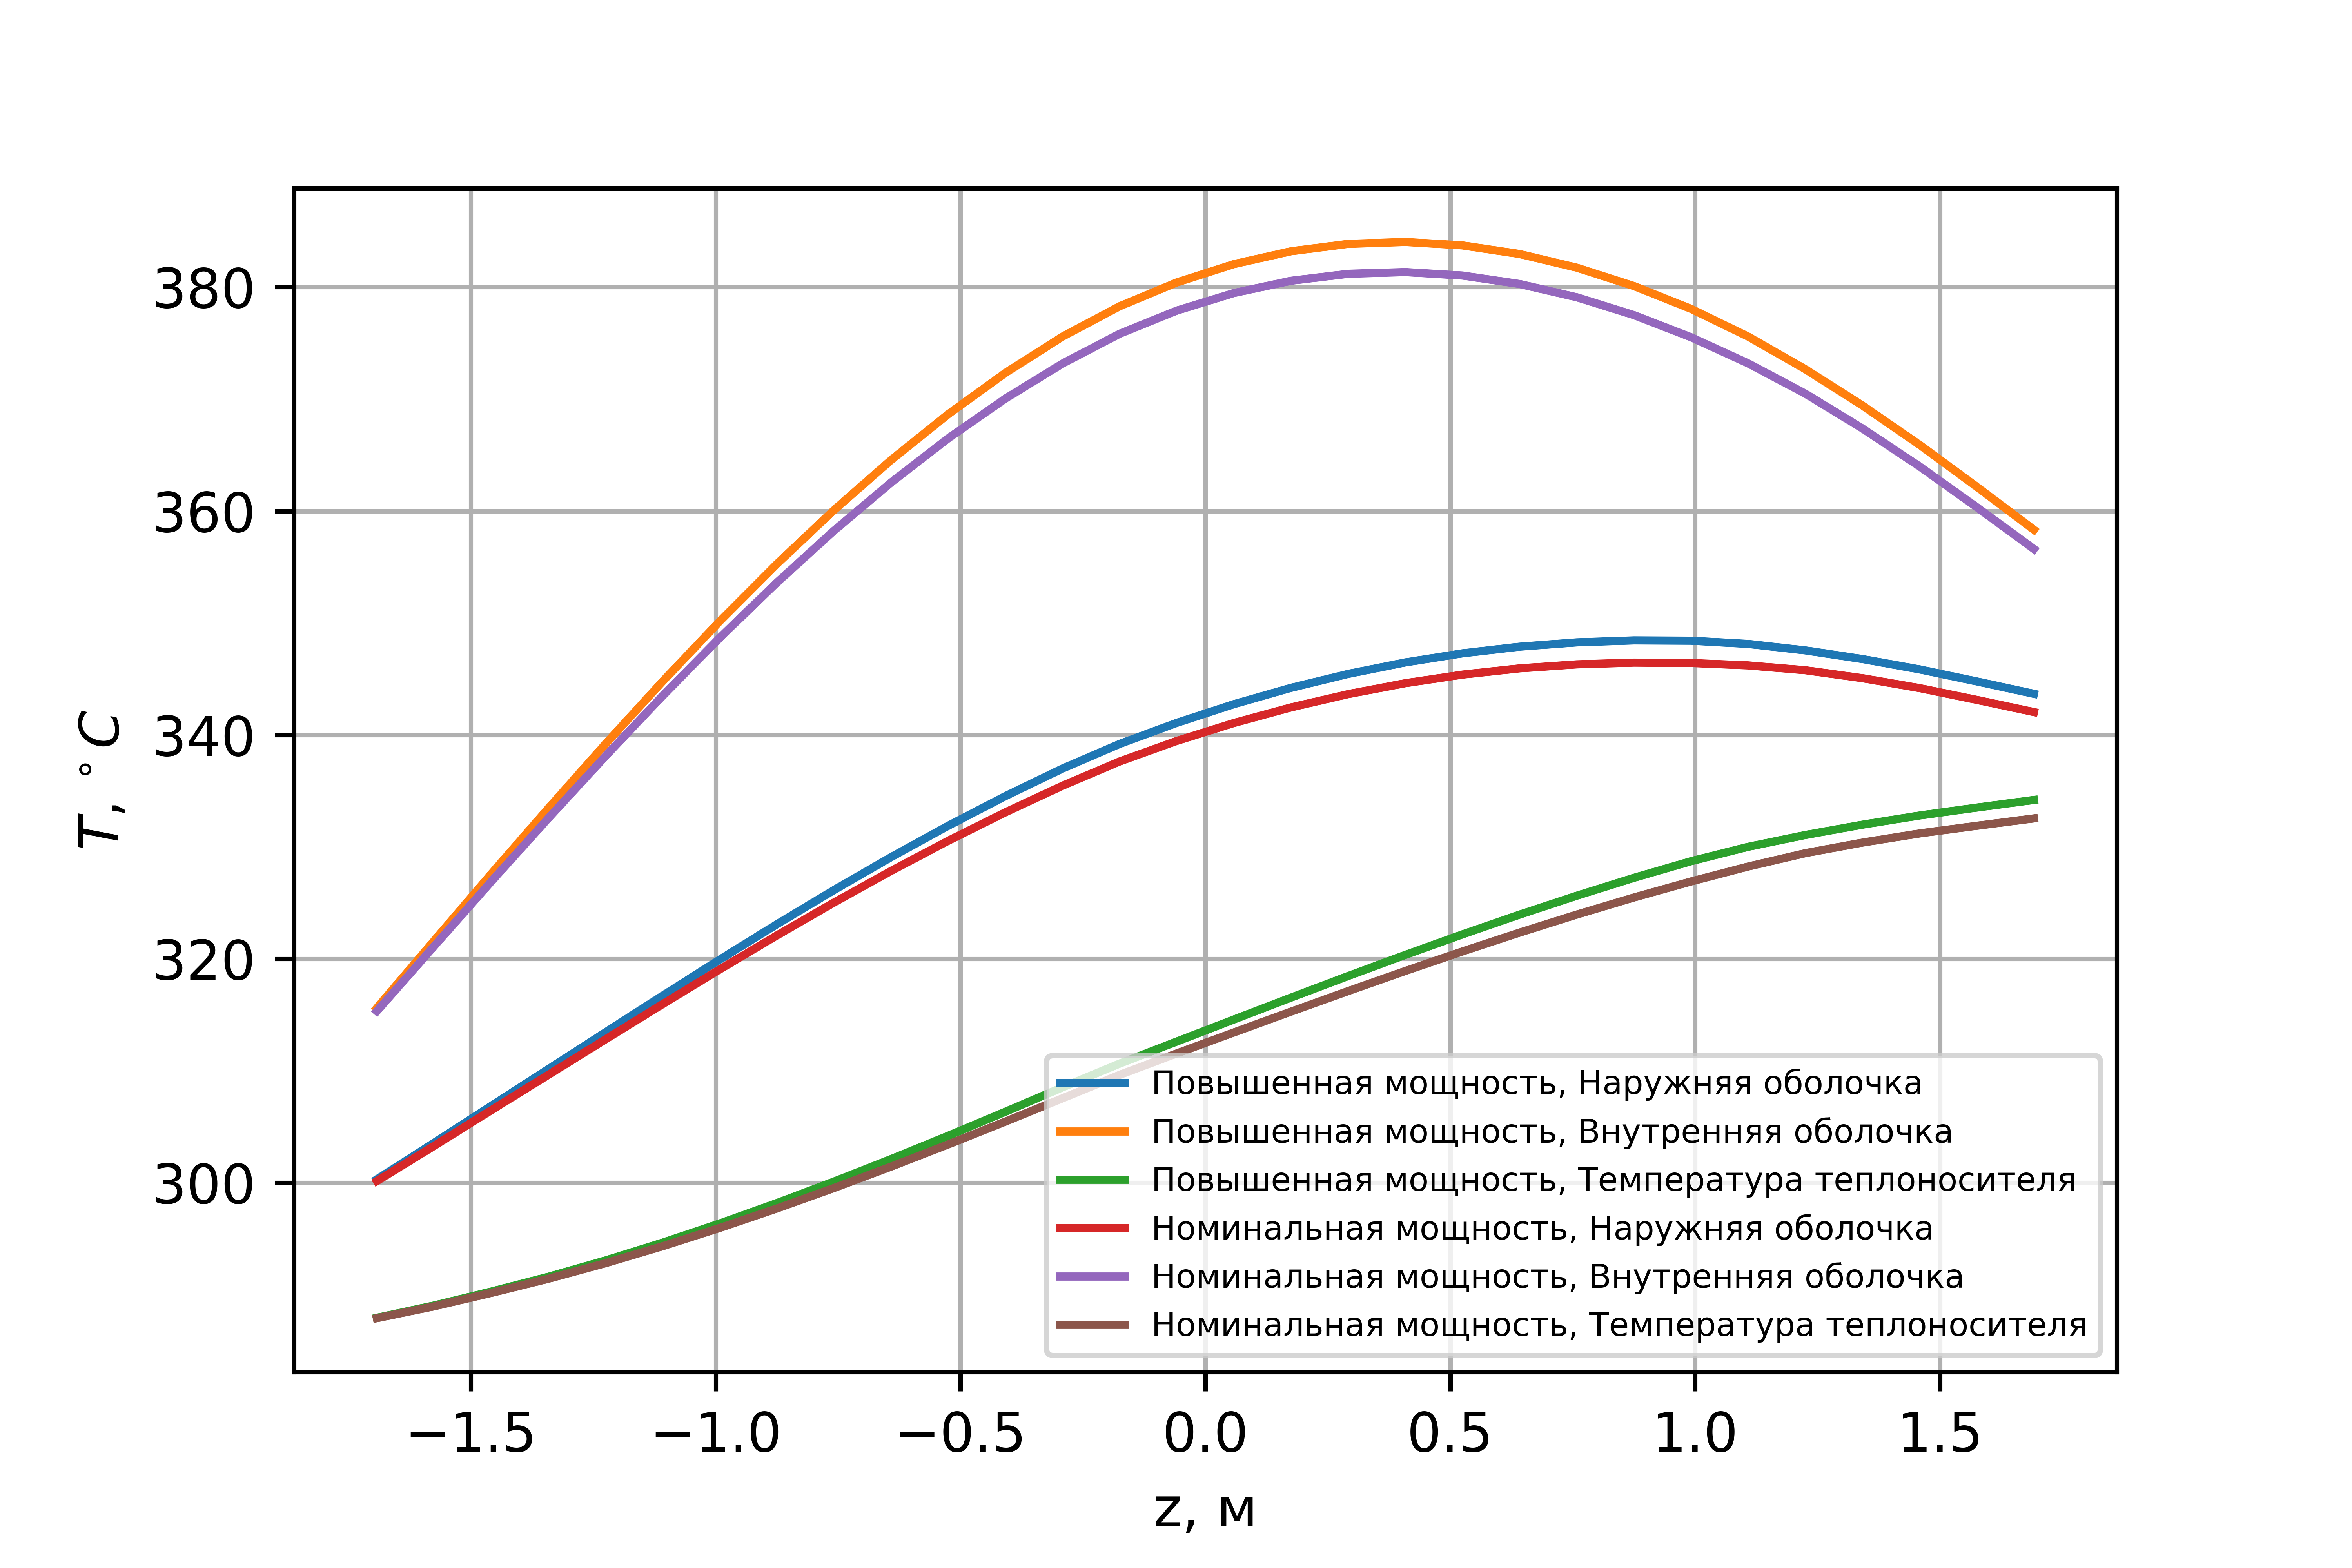 380
360
340
320
300
T, °C
−1.5
−1.0
−0.5
0.0
0.5
1.0
1.5
z, м
Повышенная мощность, Наружняя оболочка
Повышенная мощность, Внутренняя оболочка
Повышенная мощность, Температура теплоносителя
Номинальная мощность, Наружняя оболочка
Номинальная мощность, Внутренняя оболочка
Номинальная мощность, Температура теплоносителя